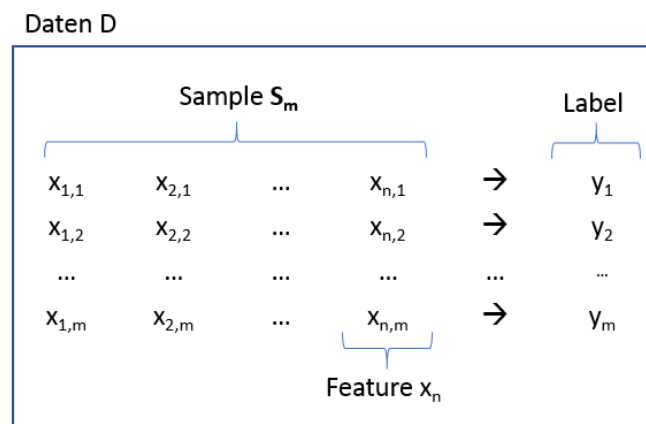 Daten D
Sample Sₘ Label
x₁,₁ x₂,₁ ... xₙ,₁ → y₁
x₁,₂ x₂,₂ ... xₙ,₂ → y₂
... ... ... ... ... ...
x₁,ₘ x₂,ₘ ... xₙ,ₘ → yₘ
Feature xₙ